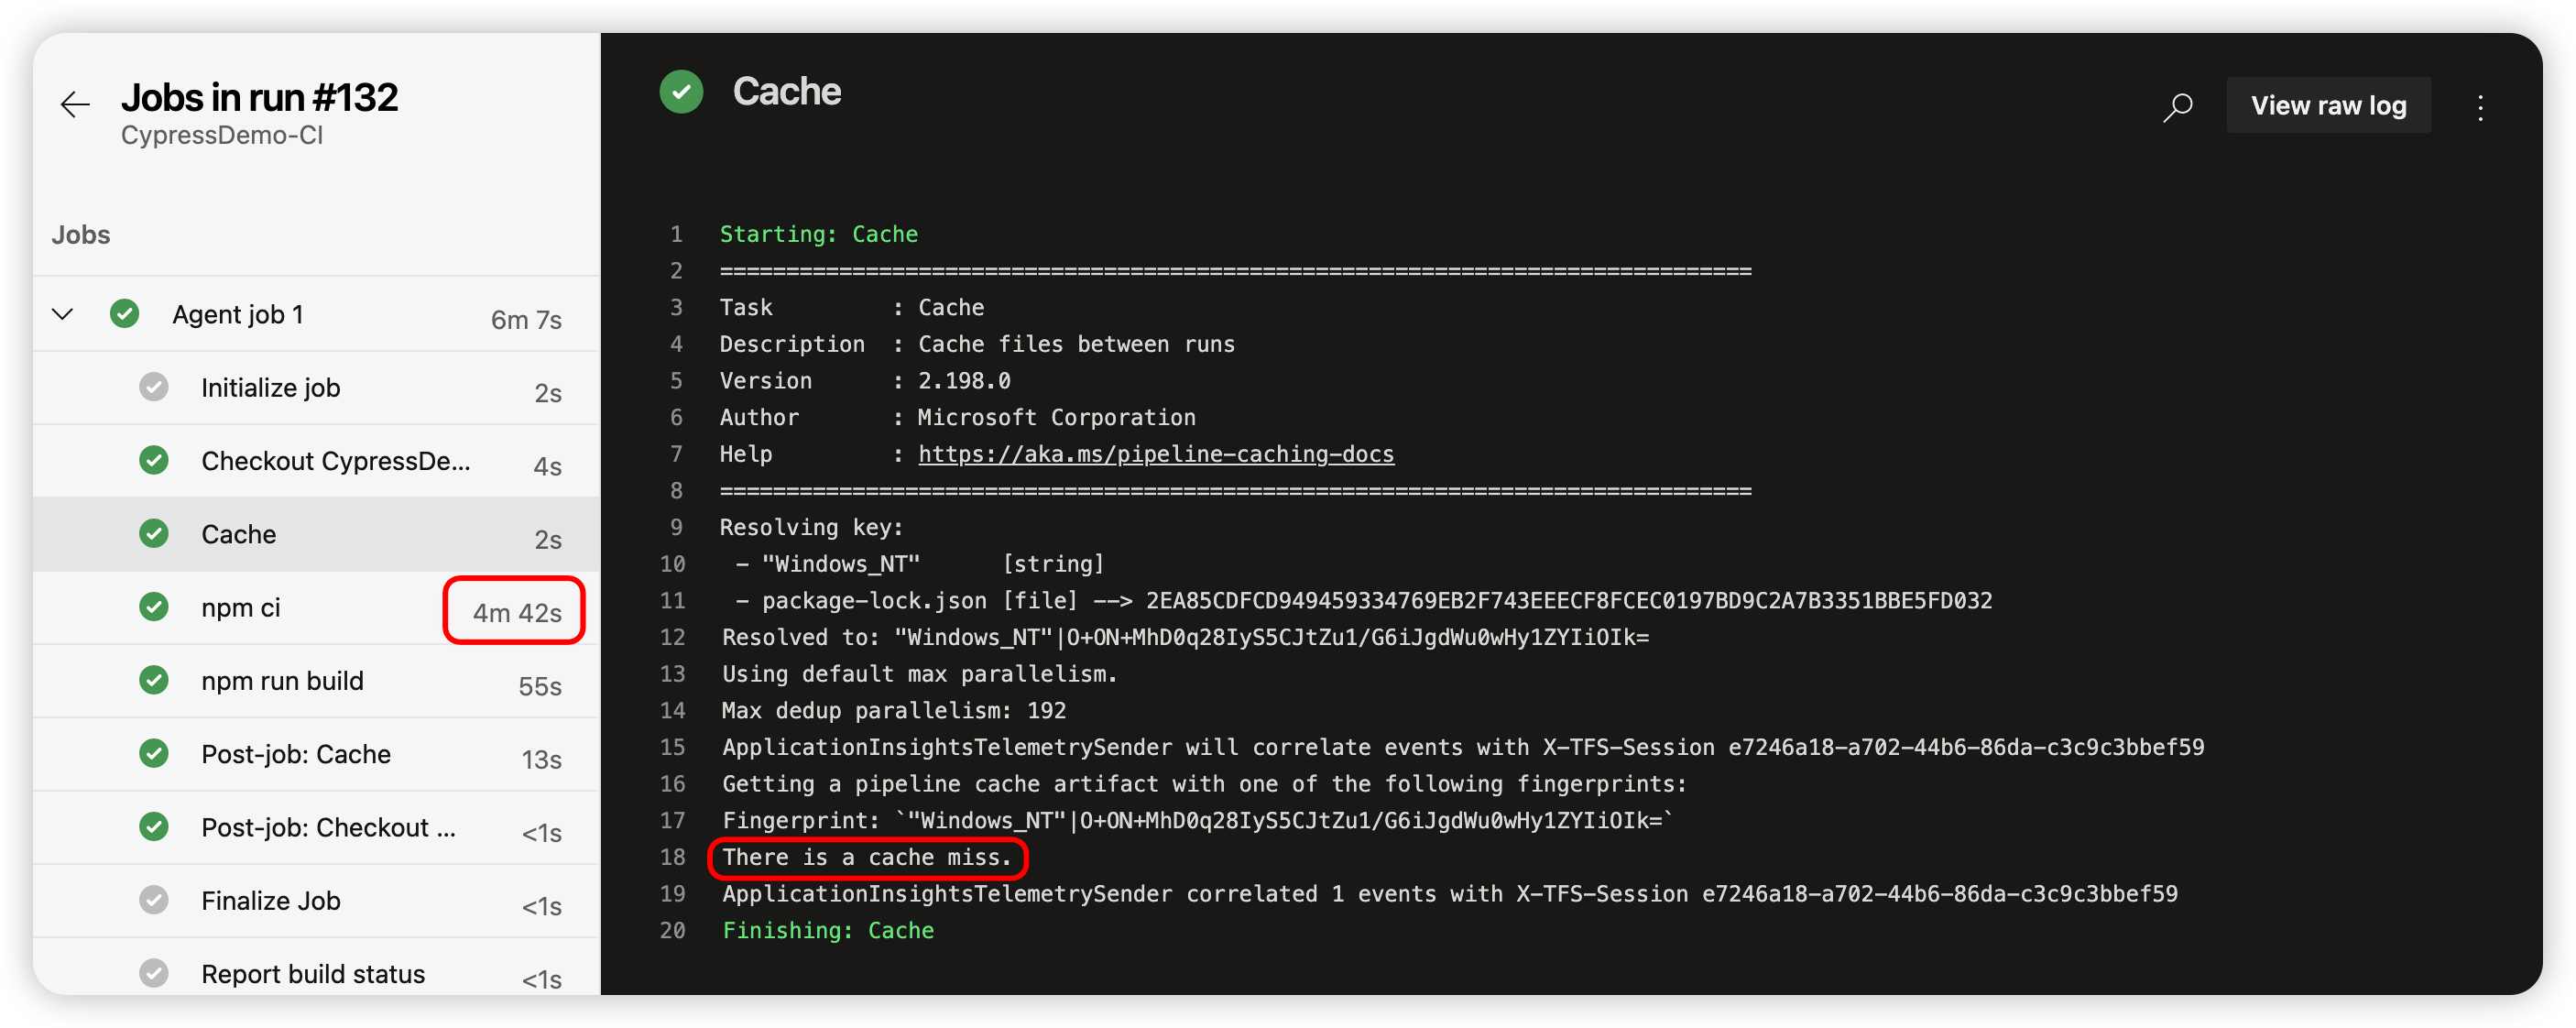 Jobs in run #132
CypressDemo-CI
Jobs
Agent job 1 6m 7s
Initialize job 2s
Checkout CypressDe... 4s
Cache 2s
npm ci 4m 42s
npm run build 55s
Post-job: Cache 13s
Post-job: Checkout ... <1s
Finalize Job <1s
Report build status <1s
Cache
View raw log
1 Starting: Cache
2 ==============================================================================
3 Task : Cache
4 Description : Cache files between runs
5 Version : 2.198.0
6 Author : Microsoft Corporation
7 Help : https://aka.ms/pipeline-caching-docs
8 ==============================================================================
9 Resolving key:
10 - "Windows_NT" [string]
11 - package-lock.json [file] --> 2EA85CDFCD949459334769EB2F743EEECF8FCEC0197BD9C2A7B3351BBE5FD032
12 Resolved to: "Windows_NT"|O+ON+MhD0q28IyS5CJtZu1/G6iJgdWu0wHy1ZYIiOIk=
13 Using default max parallelism.
14 Max dedup parallelism: 192
15 ApplicationInsightsTelemetrySender will correlate events with X-TFS-Session e7246a18-a702-44b6-86da-c3c9c3bbef59
16 Getting a pipeline cache artifact with one of the following fingerprints:
17 Fingerprint: `"Windows_NT"|O+ON+MhD0q28IyS5CJtZu1/G6iJgdWu0wHy1ZYIiOIk=`
18 There is a cache miss.
19 ApplicationInsightsTelemetrySender correlated 1 events with X-TFS-Session e7246a18-a702-44b6-86da-c3c9c3bbef59
20 Finishing: Cache